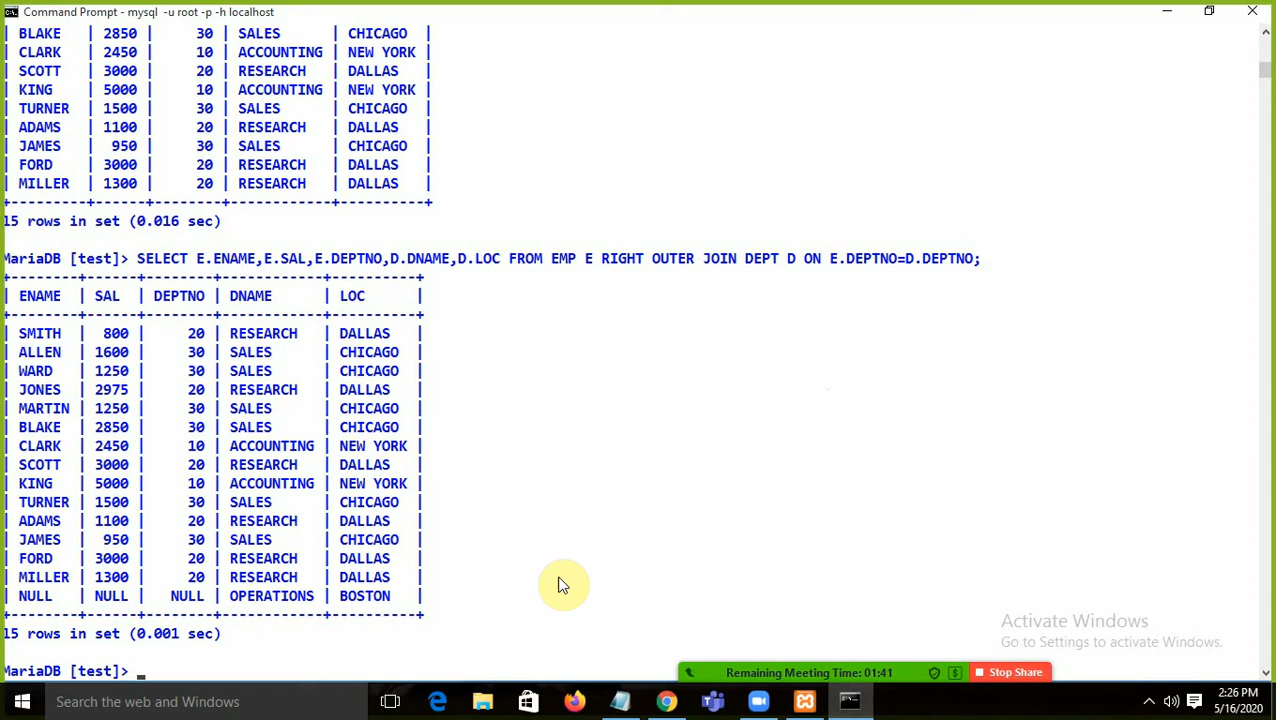 Command Prompt - mysql -u root -p -h localhost
| BLAKE | 2850 | 30 | SALES | CHICAGO |
| CLARK | 2450 | 10 | ACCOUNTING | NEW YORK |
| SCOTT | 3000 | 20 | RESEARCH | DALLAS |
| KING | 5000 | 10 | ACCOUNTING | NEW YORK |
| TURNER | 1500 | 30 | SALES | CHICAGO |
| ADAMS | 1100 | 20 | RESEARCH | DALLAS |
| JAMES | 950 | 30 | SALES | CHICAGO |
| FORD | 3000 | 20 | RESEARCH | DALLAS |
| MILLER | 1300 | 20 | RESEARCH | DALLAS |
+---------+------+--------+------------+----------+
15 rows in set (0.016 sec)
MariaDB [test]> SELECT E.ENAME,E.SAL,E.DEPTNO,D.DNAME,D.LOC FROM EMP E RIGHT OUTER JOIN DEPT D ON E.DEPTNO=D.DEPTNO;
+--------+------+--------+------------+----------+
| ENAME | SAL | DEPTNO | DNAME | LOC |
+--------+------+--------+------------+----------+
| SMITH | 800 | 20 | RESEARCH | DALLAS |
| ALLEN | 1600 | 30 | SALES | CHICAGO |
| WARD | 1250 | 30 | SALES | CHICAGO |
| JONES | 2975 | 20 | RESEARCH | DALLAS |
| MARTIN | 1250 | 30 | SALES | CHICAGO |
| BLAKE | 2850 | 30 | SALES | CHICAGO |
| CLARK | 2450 | 10 | ACCOUNTING | NEW YORK |
| SCOTT | 3000 | 20 | RESEARCH | DALLAS |
| KING | 5000 | 10 | ACCOUNTING | NEW YORK |
| TURNER | 1500 | 30 | SALES | CHICAGO |
| ADAMS | 1100 | 20 | RESEARCH | DALLAS |
| JAMES | 950 | 30 | SALES | CHICAGO |
| FORD | 3000 | 20 | RESEARCH | DALLAS |
| MILLER | 1300 | 20 | RESEARCH | DALLAS |
| NULL | NULL | NULL | OPERATIONS | BOSTON |
+--------+------+--------+------------+----------+
15 rows in set (0.001 sec)
MariaDB [test]> _
Activate Windows
Go to Settings to activate Windows.
Remaining Meeting Time: 01:41
Stop Share
Search the web and Windows
2:26 PM
5/16/2020